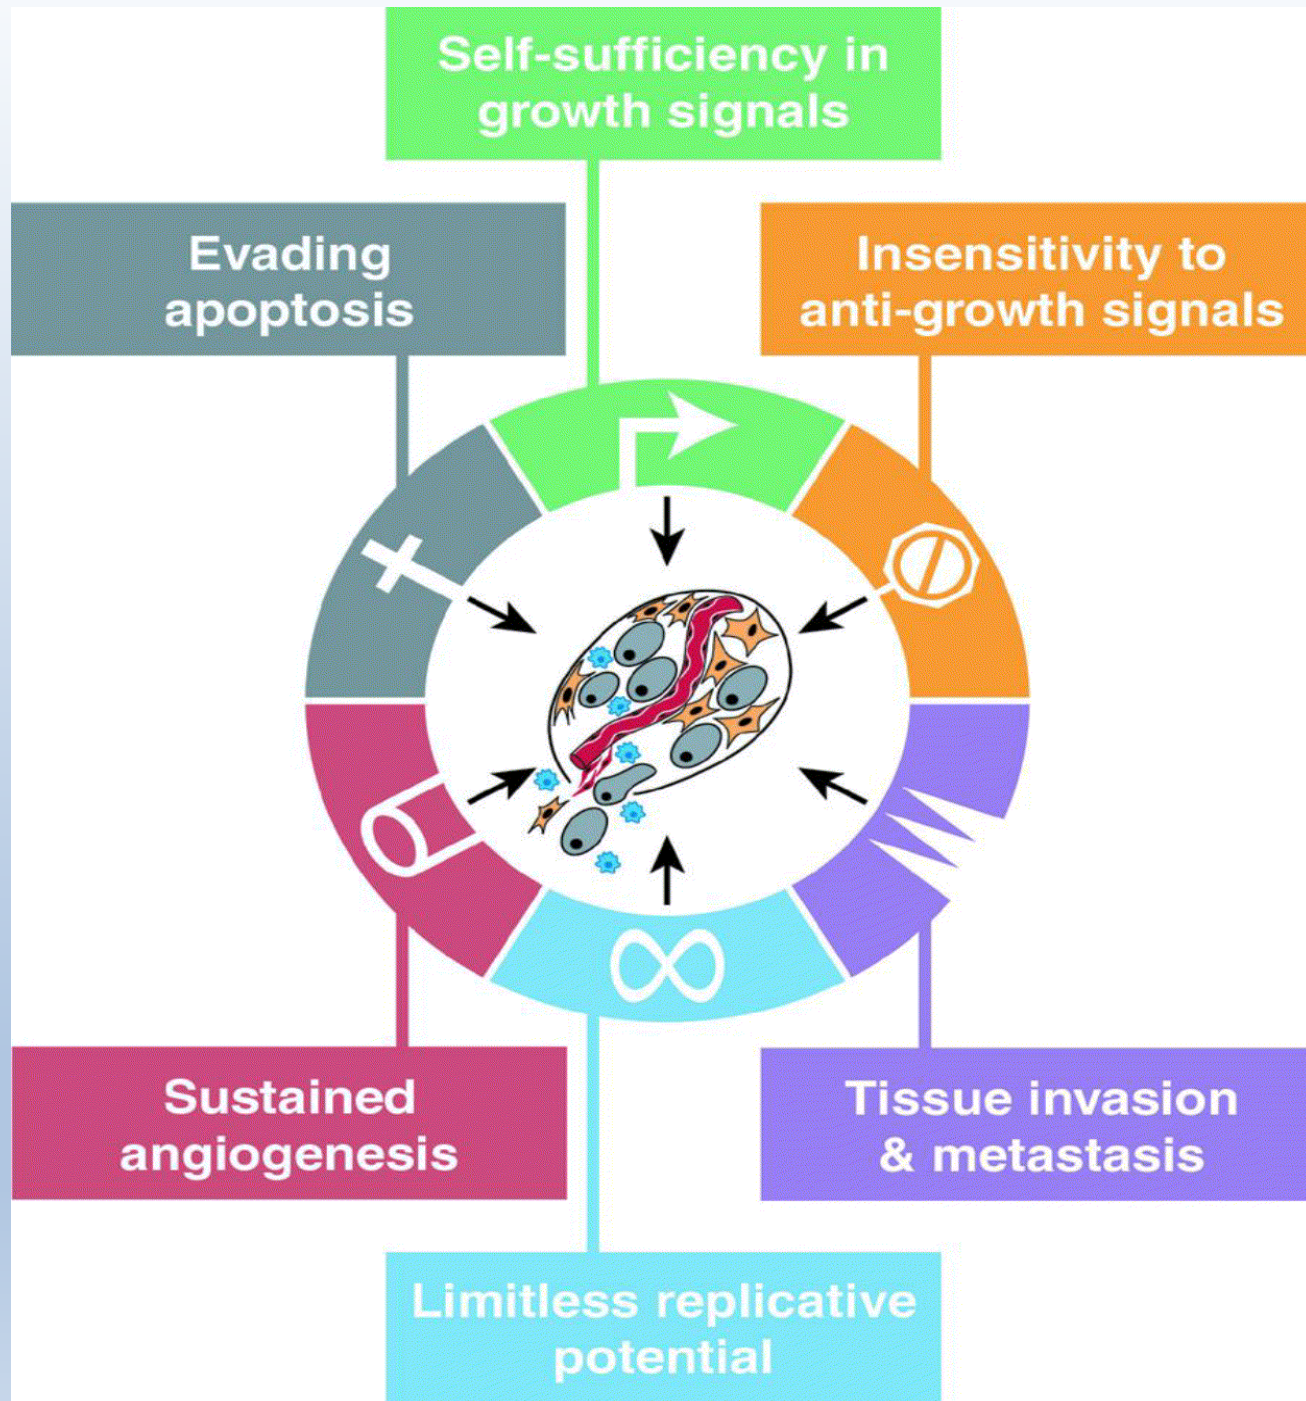 Self-sufficiency in
growth signals
Evading
apoptosis
Insensitivity to
anti-growth signals
Sustained
angiogenesis
Tissue invasion
& metastasis
Limitless replicative
potential